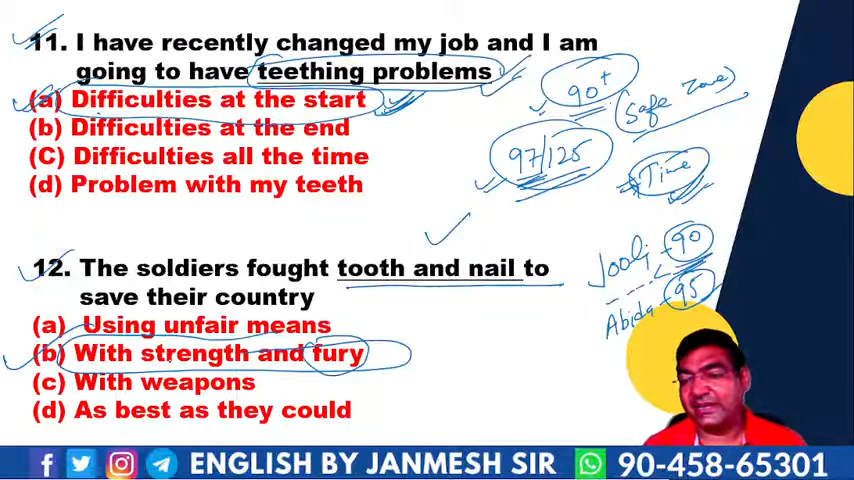 11. I have recently changed my job and I am
going to have teething problems
(a) Difficulties at the start
(b) Difficulties at the end
(C) Difficulties all the time
(d) Problem with my teeth
90+
(Safe Zone)
97/125
Time
12. The soldiers fought tooth and nail to
save their country
(a) Using unfair means
(b) With strength and fury
(c) With weapons
(d) As best as they could
90
Abida - 95
ENGLISH BY JANMESH SIR 90-458-65301